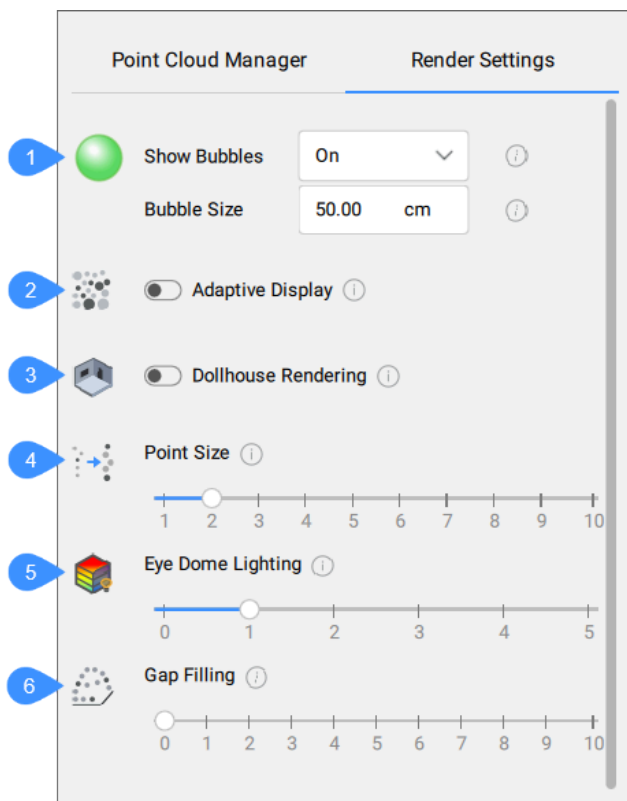 Point Cloud Manager Render Settings
1 Show Bubbles On i
Bubble Size 50.00 cm i
2 Adaptive Display i
3 Dollhouse Rendering i
4 Point Size i
1 2 3 4 5 6 7 8 9 10
5 Eye Dome Lighting i
0 1 2 3 4 5
6 Gap Filling i
0 1 2 3 4 5 6 7 8 9 10